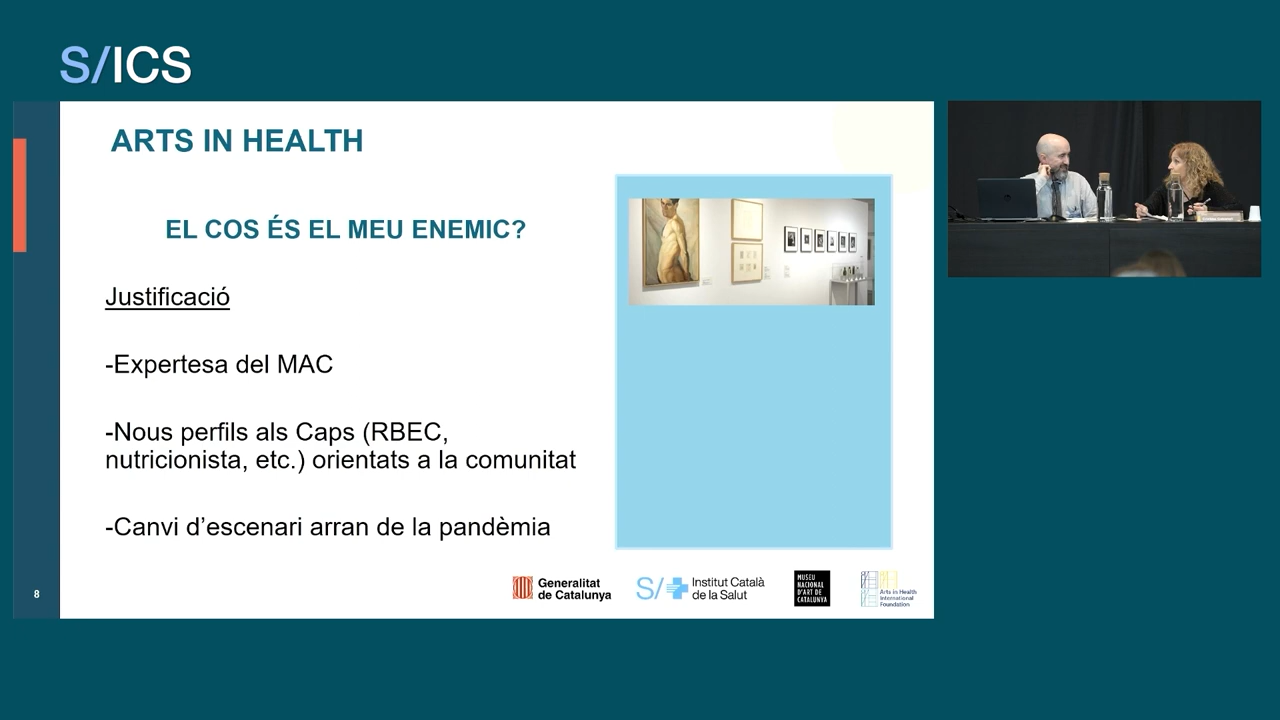 S/ICS
ARTS IN HEALTH
EL COS ÉS EL MEU ENEMIC?
Justificació
-Expertesa del MAC
-Nous perfils als Caps (RBEC,
nutricionista, etc.) orientats a la comunitat
-Canvi d’escenari arran de la pandèmia
8
Generalitat
de Catalunya
S/
Institut Català
de la Salut
MUSEU
NACIONAL
D'ART DE
CATALUNYA
Arts in Health
International
Foundation